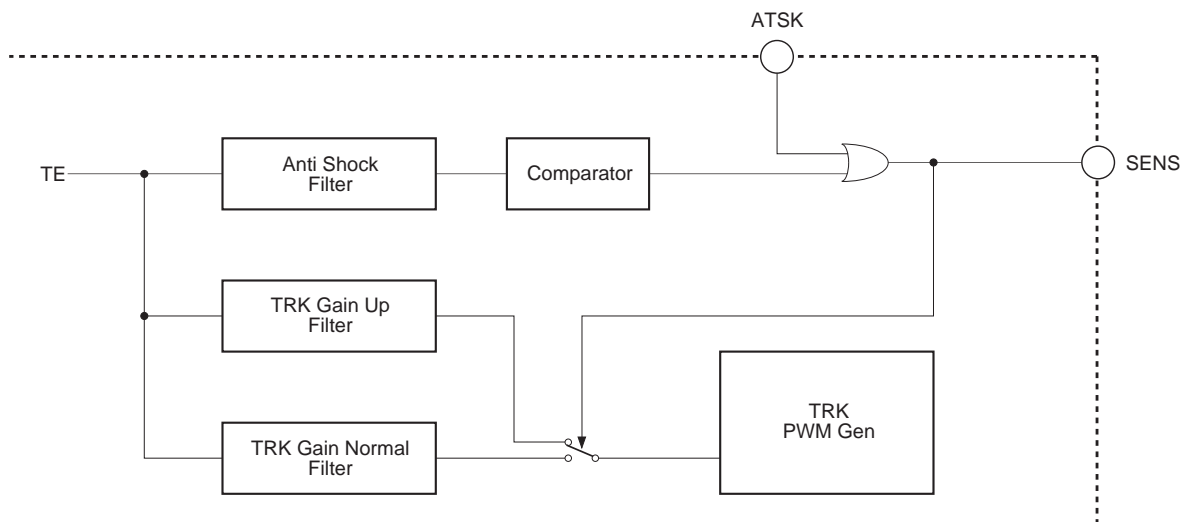 ATSK
TE
Anti Shock
Filter
Comparator
SENS
TRK Gain Up
Filter
TRK
PWM Gen
TRK Gain Normal
Filter